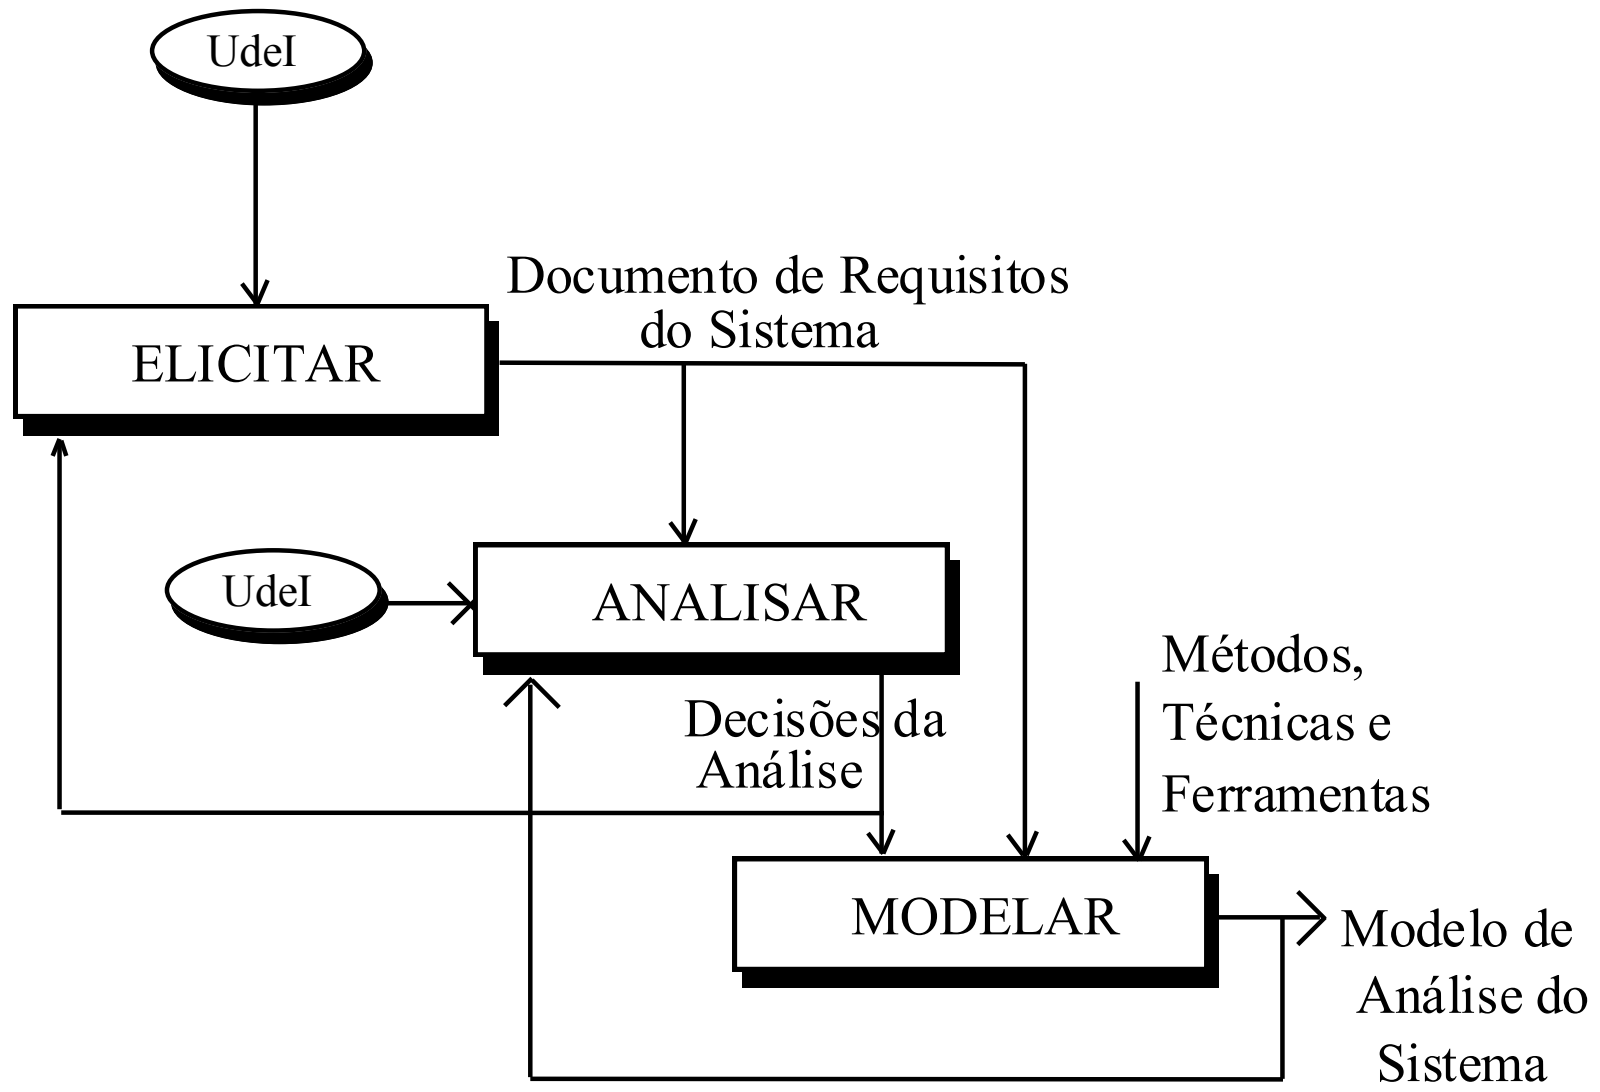 UdeI
Documento de Requisitos
do Sistema
ELICITAR
UdeI
ANALISAR
Decisões da
Análise
Métodos,
Técnicas e
Ferramentas
MODELAR
Modelo de
Análise do
Sistema